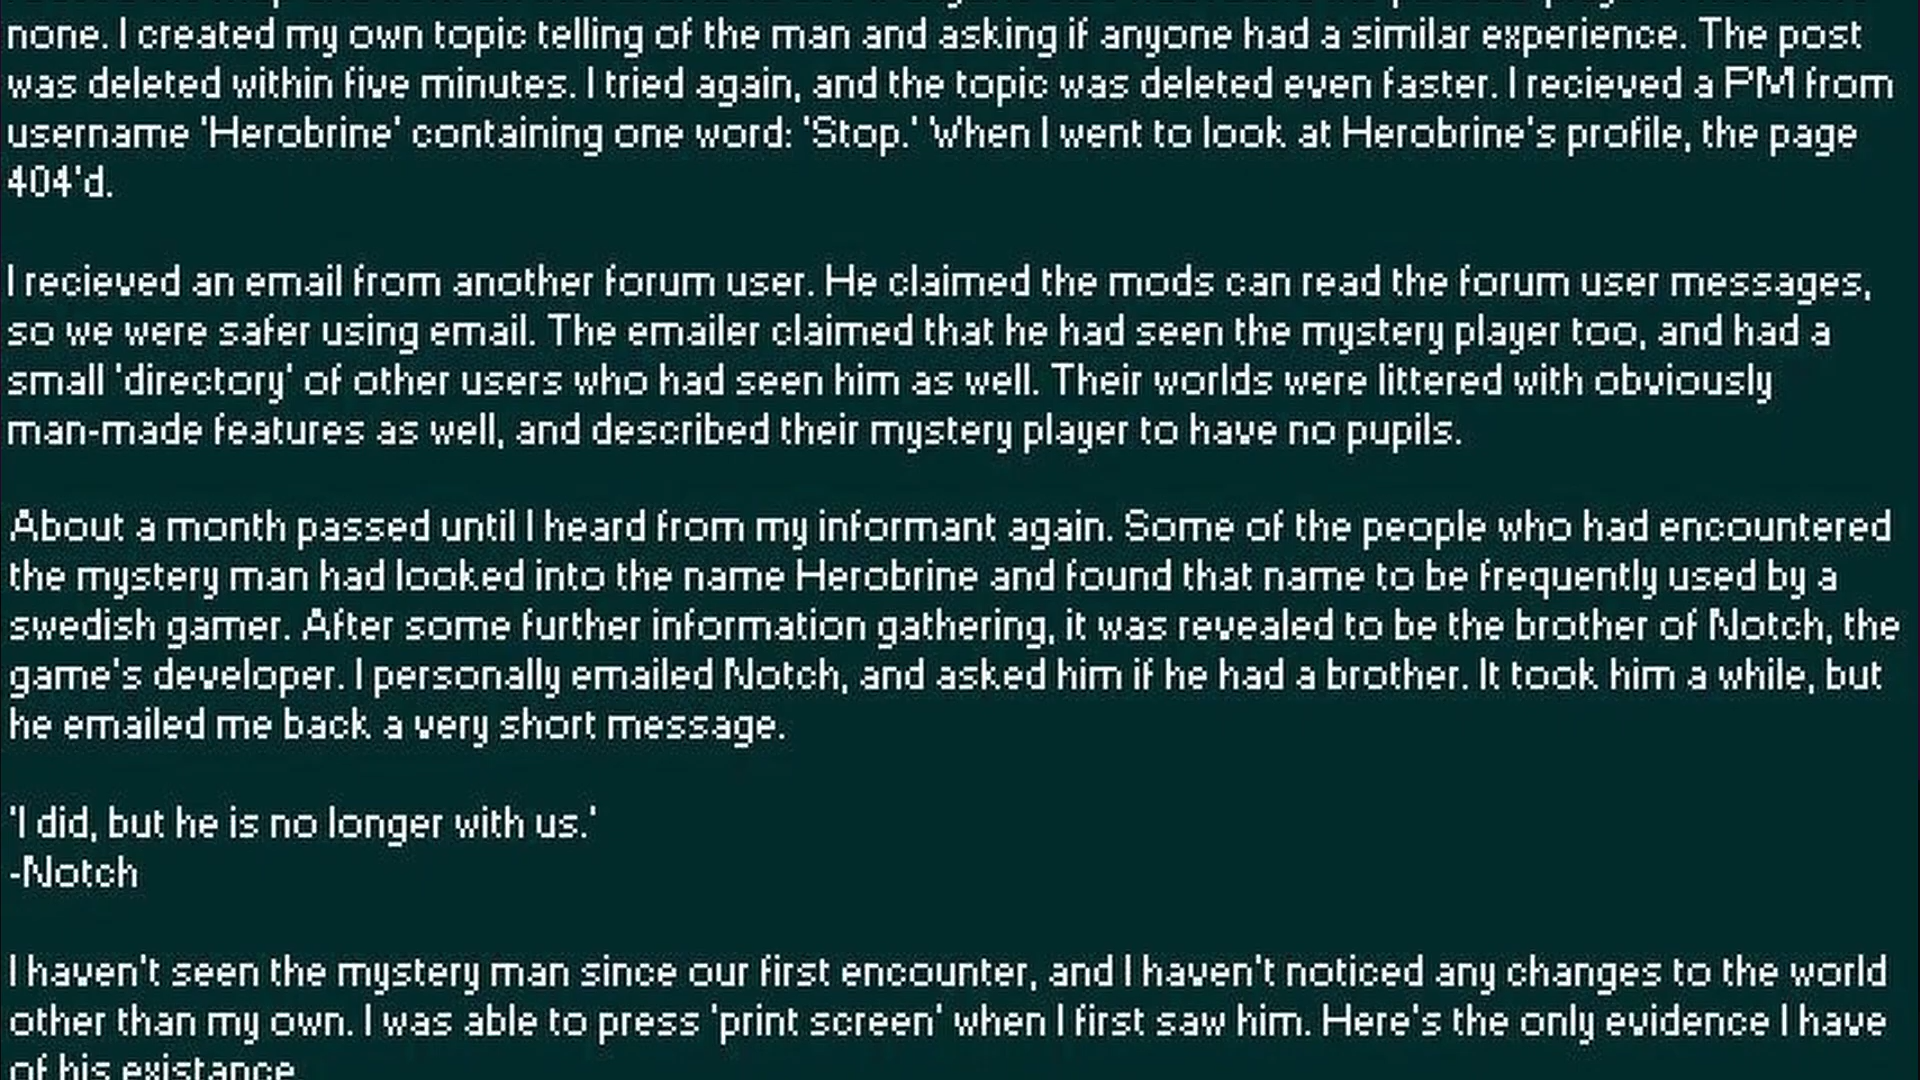 none. I created my own topic telling of the man and asking if anyone had a similar experience. The post
was deleted within five minutes. I tried again, and the topic was deleted even faster. I recieved a PM from
username 'Herobrine' containing one word: 'Stop.' When I went to look at Herobrine's profile, the page
404'd.
I recieved an email from another forum user. He claimed the mods can read the forum user messages,
so we were safer using email. The emailer claimed that he had seen the mystery player too, and had a
small 'directory' of other users who had seen him as well. Their worlds were littered with obviously
man-made features as well, and described their mystery player to have no pupils.
About a month passed until I heard from my informant again. Some of the people who had encountered
the mystery man had looked into the name Herobrine and found that name to be frequently used by a
swedish gamer. After some further information gathering, it was revealed to be the brother of Notch, the
game's developer. I personally emailed Notch, and asked him if he had a brother. It took him a while, but
he emailed me back a very short message.
'I did, but he is no longer with us.'
-Notch
I haven't seen the mystery man since our first encounter, and I haven't noticed any changes to the world
other than my own. I was able to press 'print screen' when I first saw him. Here's the only evidence I have
of his existance.